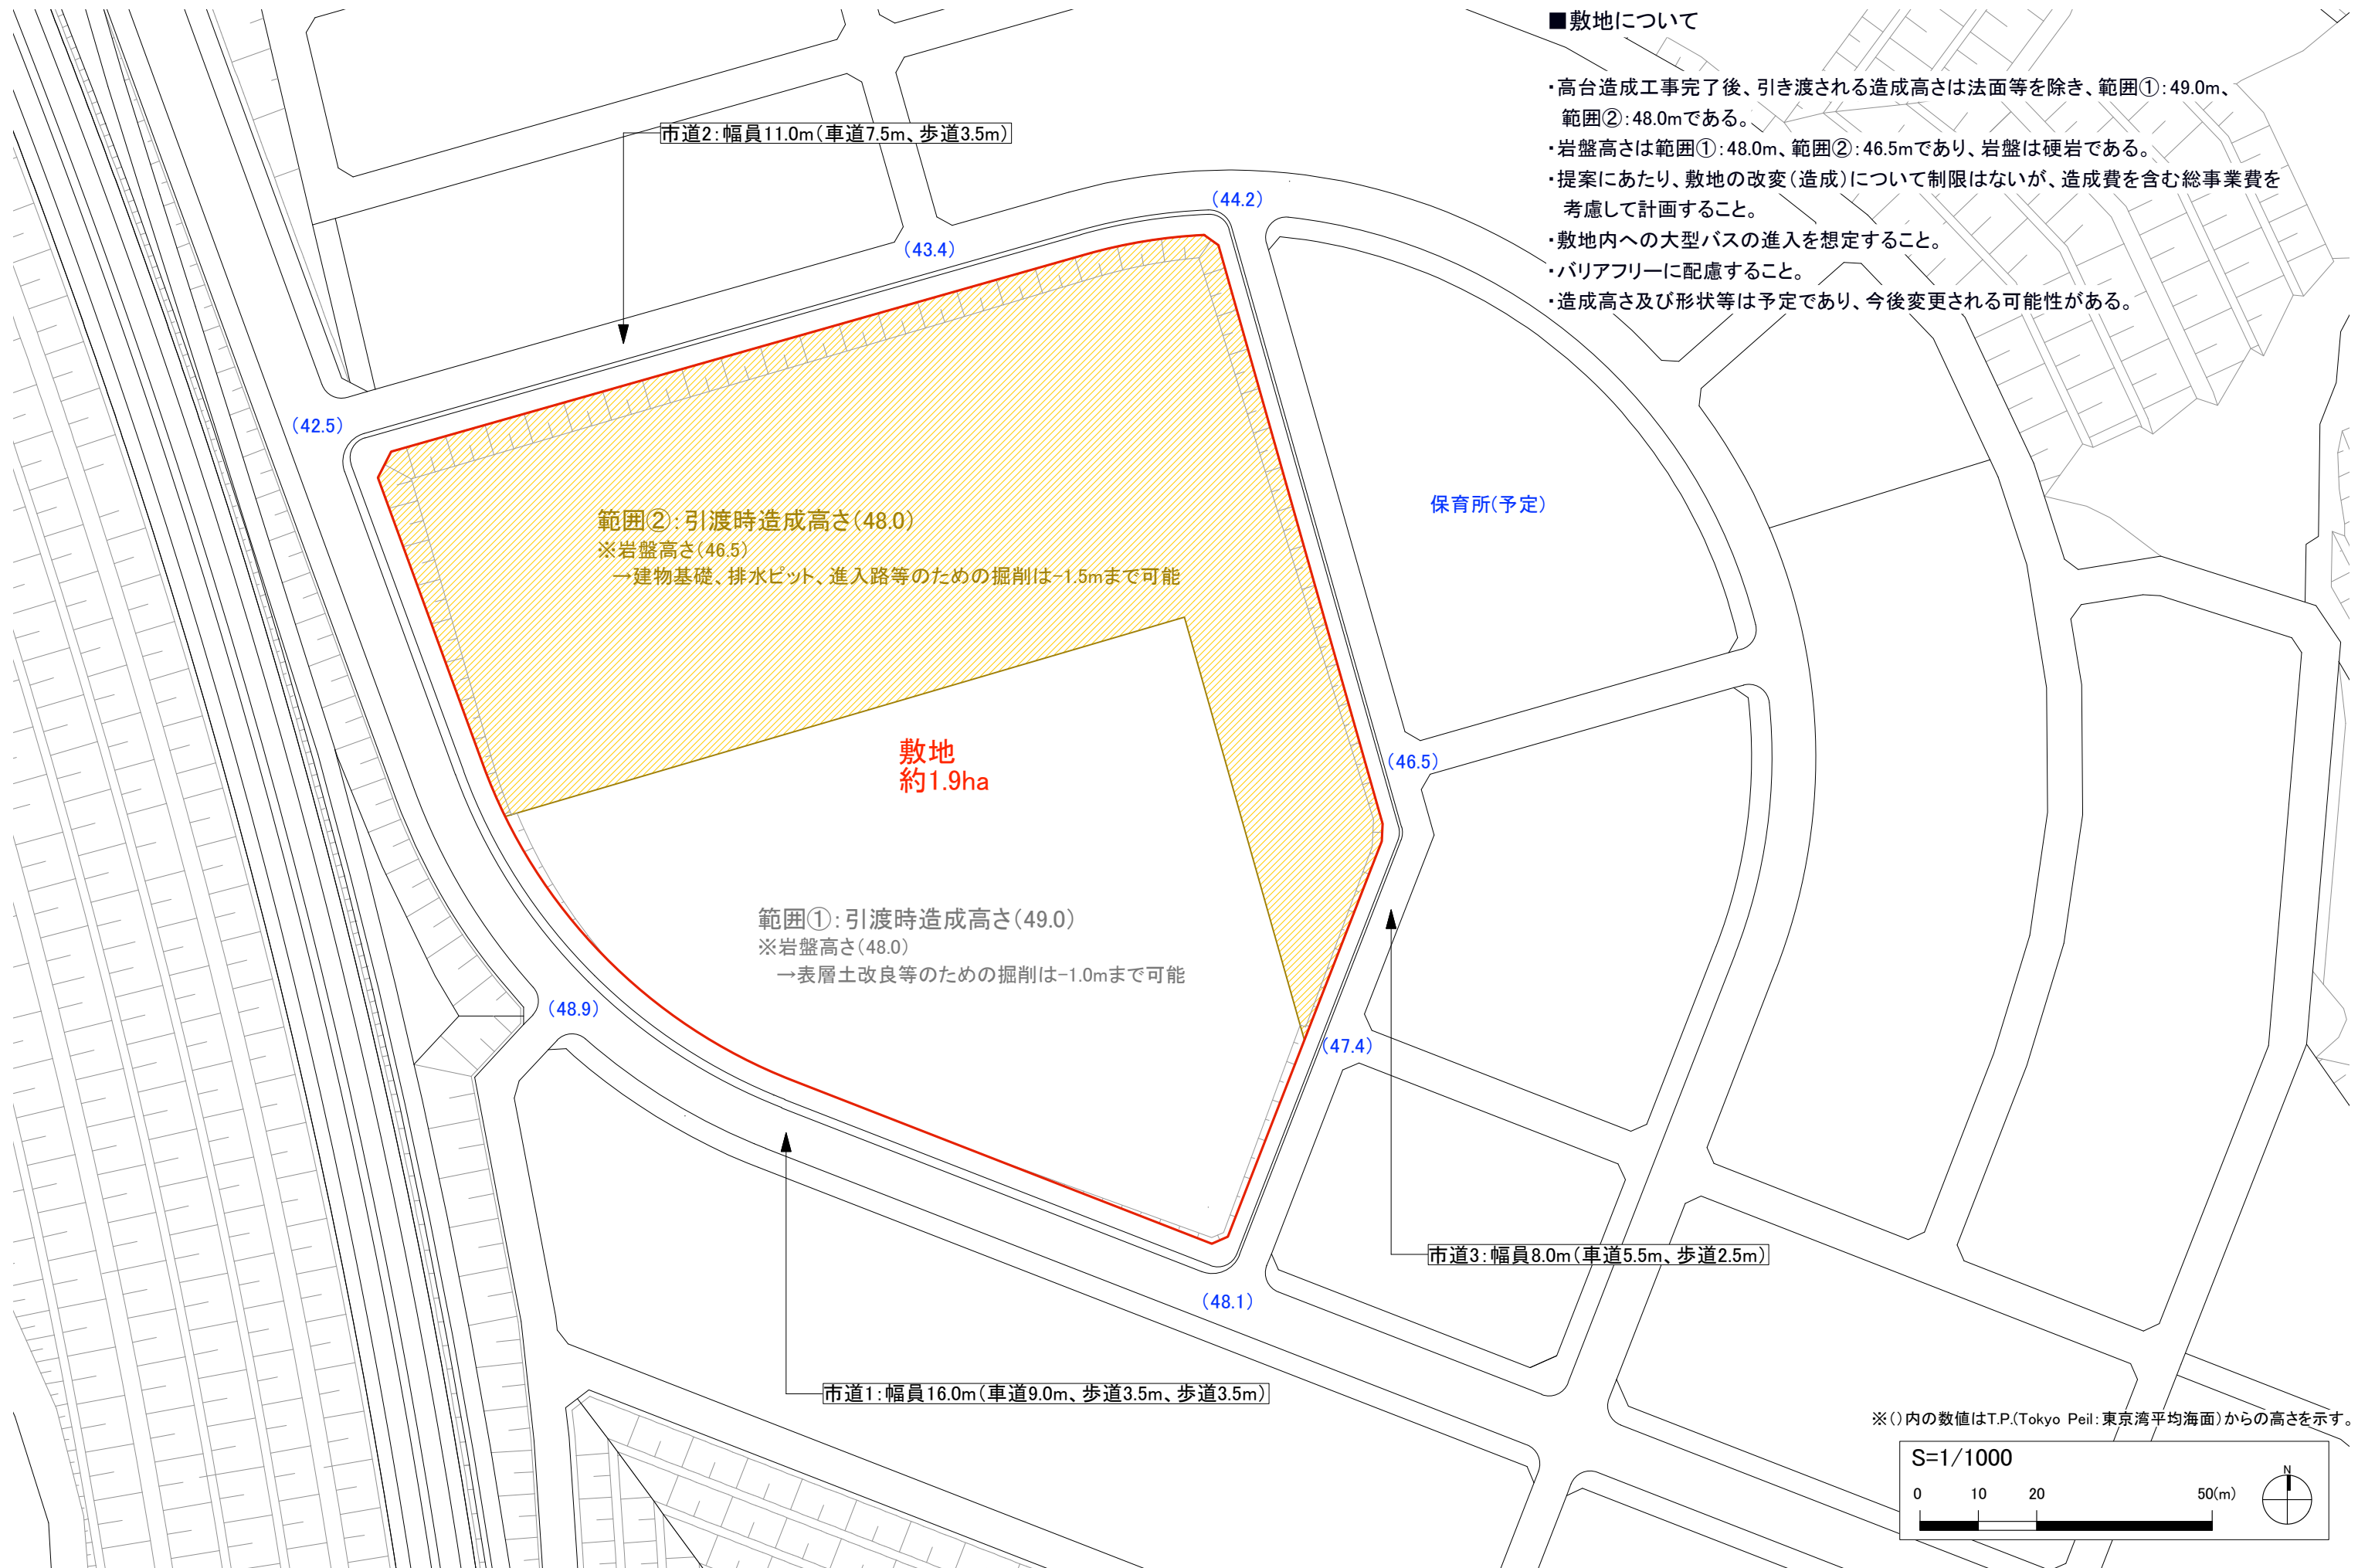 ■敷地について
・高台造成工事完了後、引き渡される造成高さは法面等を除き、範囲①:49.0m、
範囲②:48.0mである。
・岩盤高さは範囲①:48.0m、範囲②:46.5mであり、岩盤は硬岩である。
・提案にあたり、敷地の改変(造成)について制限はないが、造成費を含む総事業費を
考慮して計画すること。
・敷地内への大型バスの進入を想定すること。
・バリアフリーに配慮すること。
・造成高さ及び形状等は予定であり、今後変更される可能性がある。
市道2:幅員11.0m(車道7.5m、歩道3.5m)
(44.2)
(43.4)
(42.5)
保育所(予定)
範囲②:引渡時造成高さ(48.0)
※岩盤高さ(46.5)
→建物基礎、排水ピット、進入路等のための掘削は-1.5mまで可能
敷地
約1.9ha
(46.5)
範囲①:引渡時造成高さ(49.0)
※岩盤高さ(48.0)
→表層土改良等のための掘削は-1.0mまで可能
(48.9)
(47.4)
市道3:幅員8.0m(車道5.5m、歩道2.5m)
(48.1)
市道1:幅員16.0m(車道9.0m、歩道3.5m、歩道3.5m)
※()内の数値はT.P.(Tokyo Peil:東京湾平均海面)からの高さを示す。
S=1/1000
0 10 20 50(m)
N